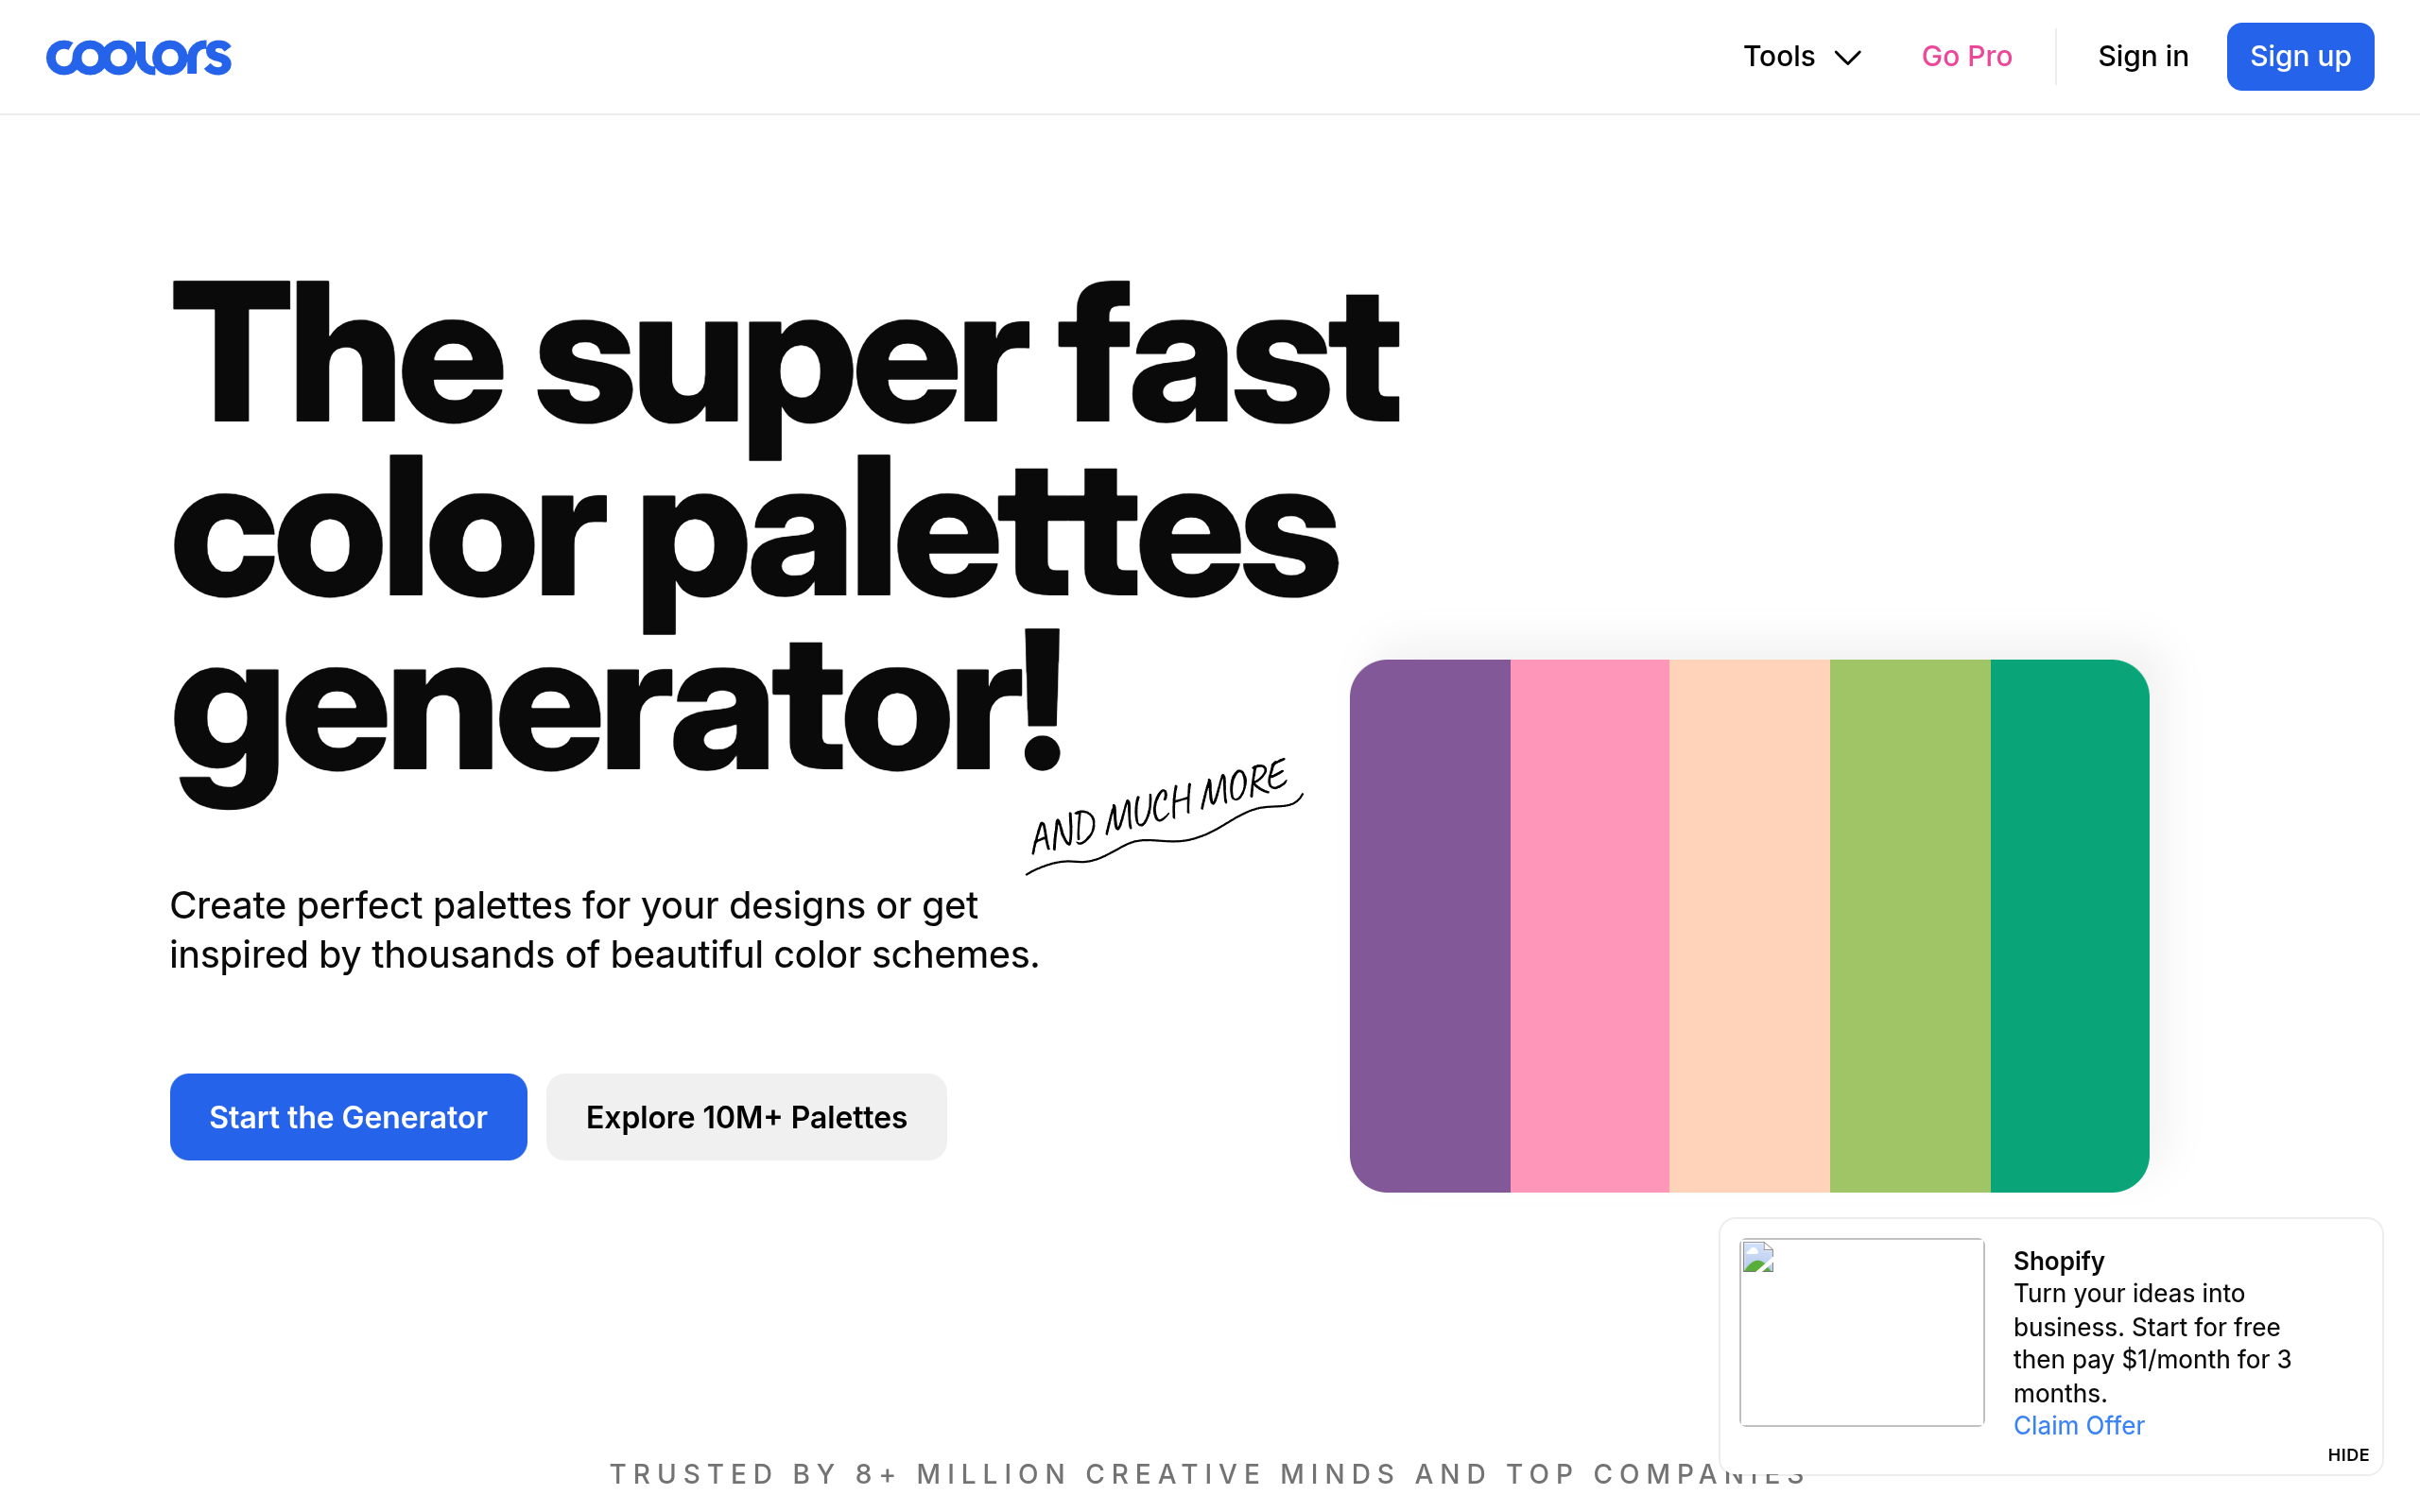 coolors
Tools
Go Pro
Sign in
Sign up
The super fast
color palettes
generator!
AND MUCH MORE
Create perfect palettes for your designs or get
inspired by thousands of beautiful color schemes.
Start the Generator
Explore 10M+ Palettes
Shopify
Turn your ideas into
business. Start for free
then pay $1/month for 3
months.
Claim Offer
HIDE
TRUSTED BY 8+ MILLION CREATIVE MINDS AND TOP COMPANIES